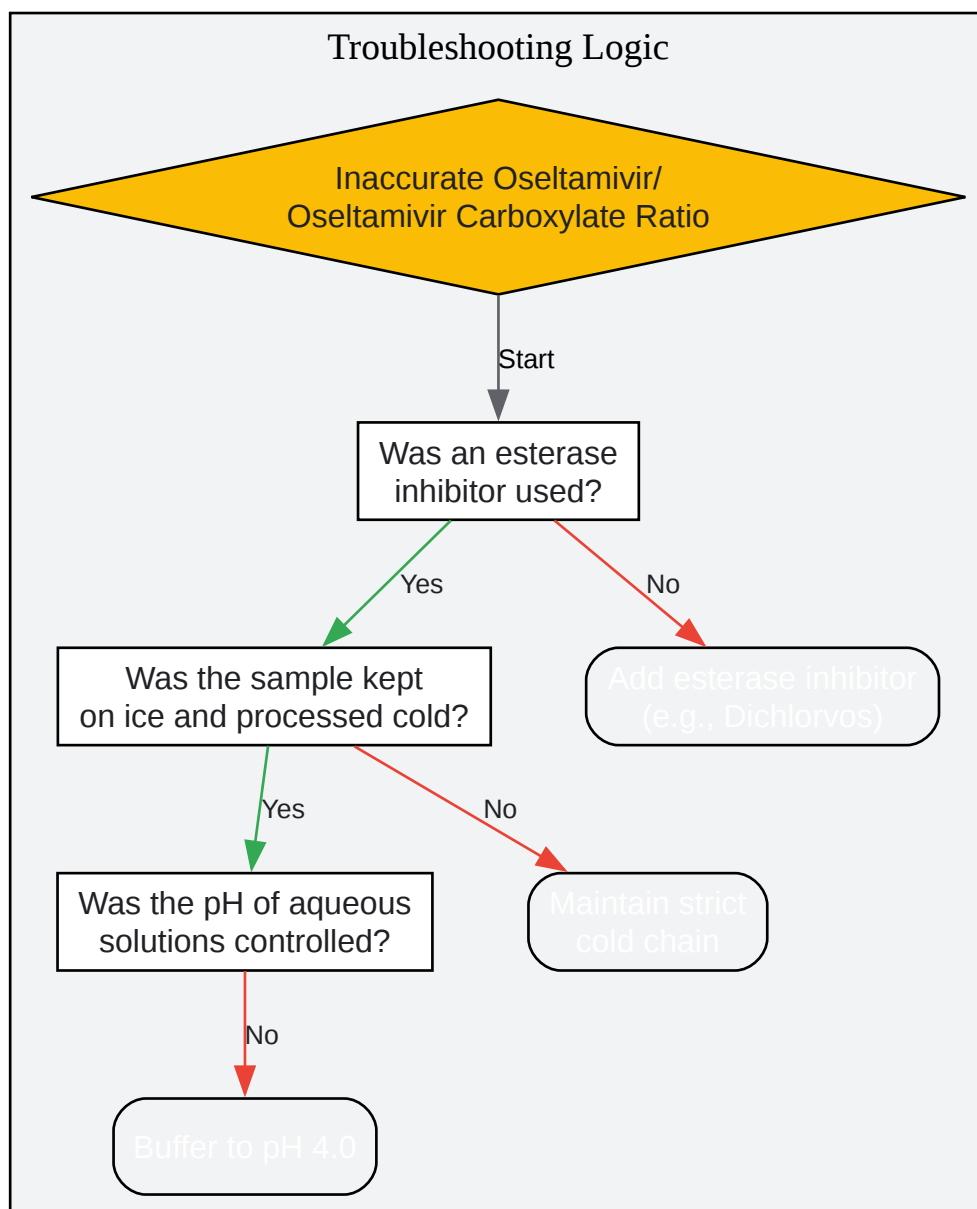 Troubleshooting Logic
Inaccurate Oseltamivir/
Oseltamivir Carboxylate Ratio
Start
Was an esterase
inhibitor used?
Yes
No
Was the sample kept
on ice and processed cold?
Add esterase inhibitor
(e.g., Dichlorvos)
Yes
No
Was the pH of aqueous
solutions controlled?
Maintain strict
cold chain
No
Buffer to pH 4.0